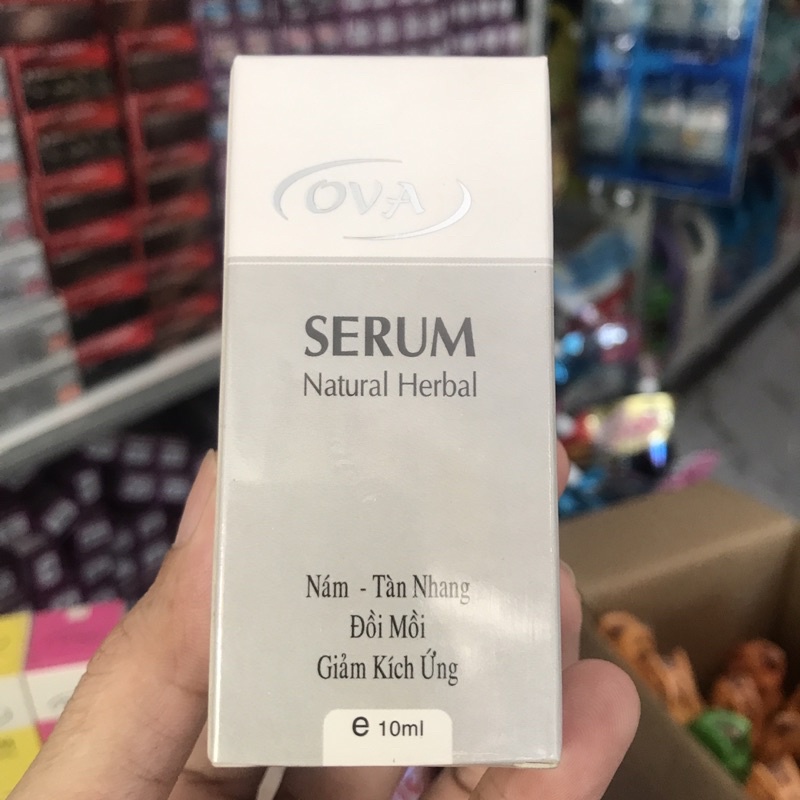 OVA
SERUM
Natural Herbal
Nám - Tàn Nhang
Đồi Mồi
Giảm Kích Ứng
e 10ml